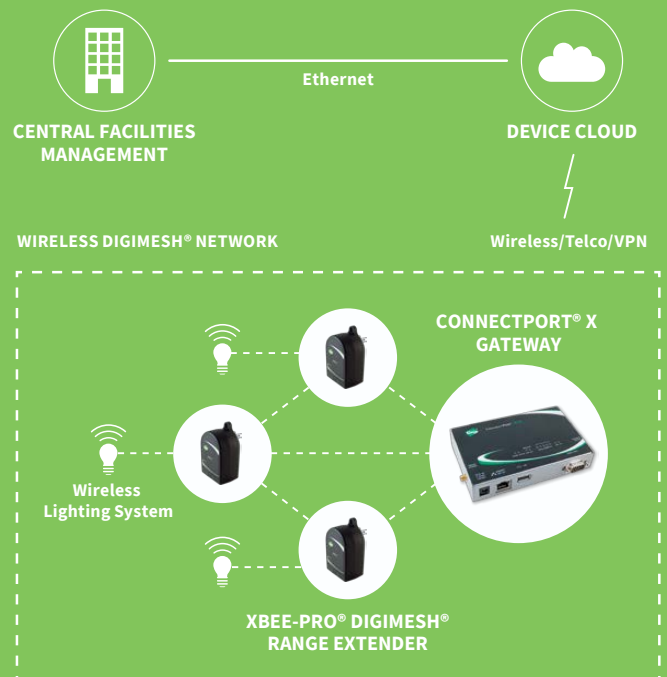 Ethernet
CENTRAL FACILITIES
MANAGEMENT
DEVICE CLOUD
WIRELESS DIGIMESH® NETWORK
Wireless/Telco/VPN
CONNECTPORT® X
GATEWAY
Wireless
Lighting System
XBEE-PRO® DIGIMESH®
RANGE EXTENDER